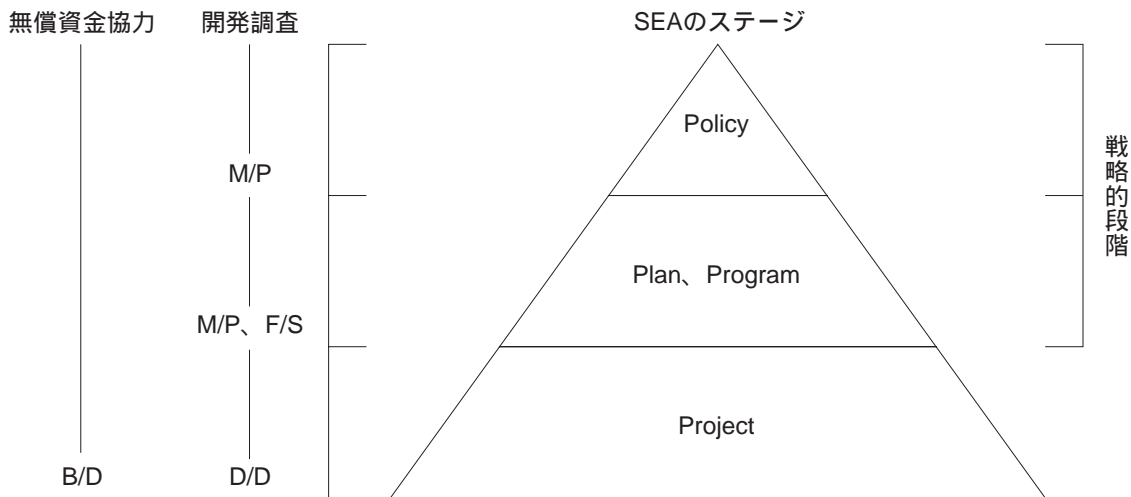 無償資金協力
開発調査
SEAのステージ
Policy
M/P
戦略的段階
Plan、Program
M/P、F/S
Project
B/D
D/D